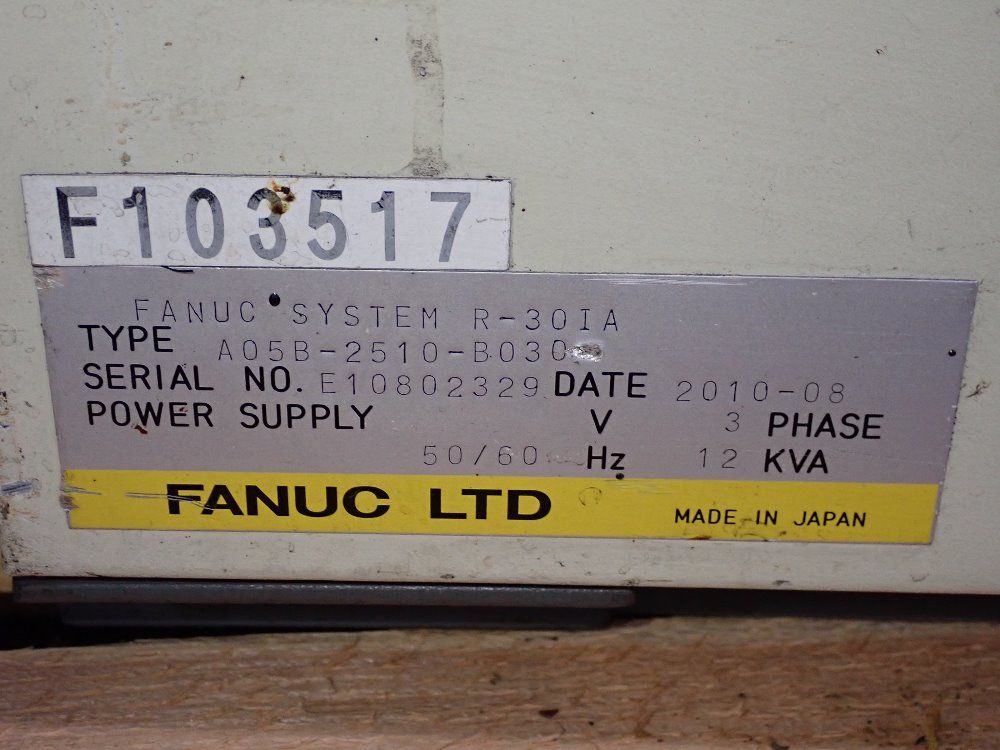 F103517
FANUC SYSTEM R-30IA
TYPE A05B-2510-B030
SERIAL NO. E10802329 DATE 2010-08
POWER SUPPLY V 3 PHASE
50/60 Hz 12 KVA
FANUC LTD MADE IN JAPAN